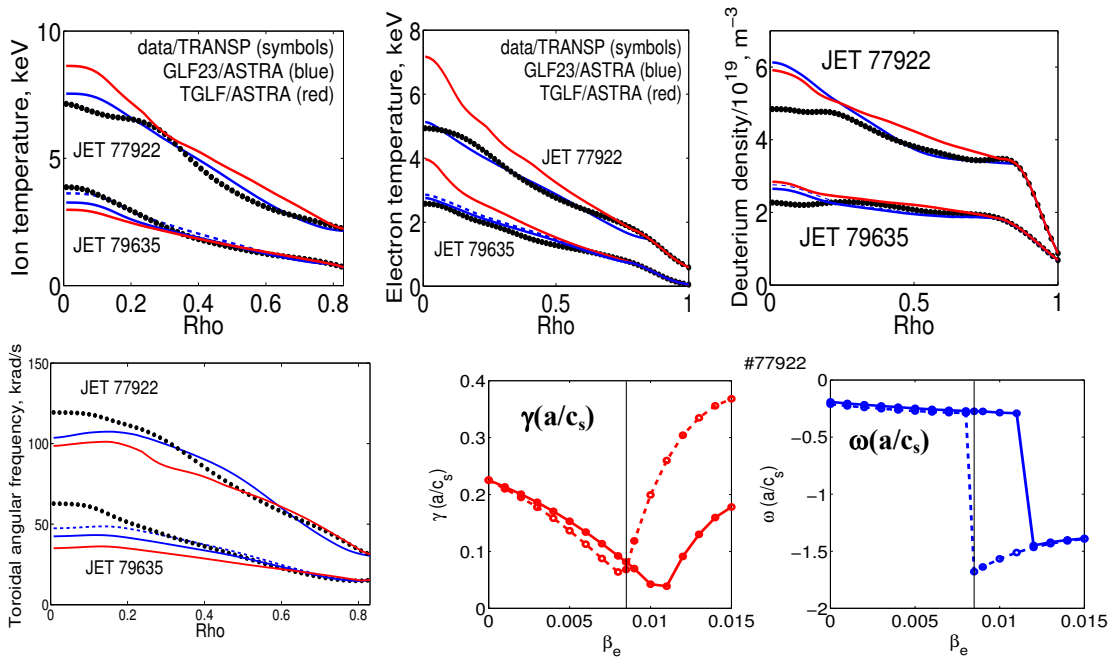 Ion temperature, keV
10
5
0
data/TRANSP (symbols)
GLF23/ASTRA (blue)
TGLF/ASTRA (red)
JET 77922
JET 79635
0
0.2
0.4
0.6
0.8
Rho
Electron temperature, keV
8
6
4
2
0
data/TRANSP (symbols)
GLF23/ASTRA (blue)
TGLF/ASTRA (red)
JET 77922
JET 79635
0
0.5
1
Rho
Deuterium density/10^19, m^−3
6
4
2
0
JET 77922
JET 79635
0
0.5
1
Rho
Toroidal angular frequency, krad/s
150
100
50
0
JET 77922
JET 79635
0
0.2
0.4
0.6
0.8
Rho
γ (a/c_s)
0.4
0.3
0.2
0.1
0
γ(a/c_s)
0
0.005
0.01
0.015
β_e
#77922
ω (a/c_s)
0
−0.5
−1
−1.5
−2
ω(a/c_s)
0
0.005
0.01
0.015
β_e